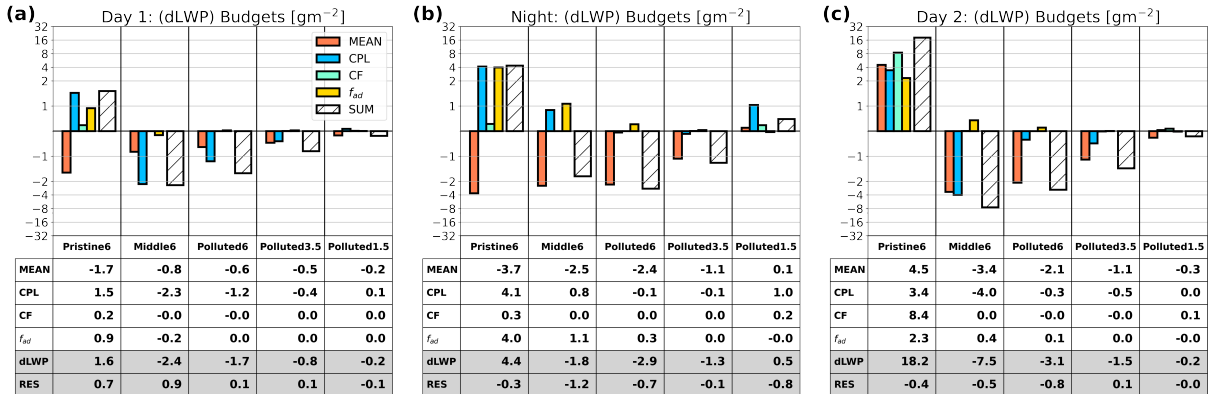 (a) Day 1: (dLWP) Budgets [gm−2]
32
16
8
4
2
1
−1
−2
−4
−8
−16
−32
MEAN
CPL
CF
fad
SUM
Pristine6 Middle6 Polluted6 Polluted3.5 Polluted1.5
MEAN -1.7 -0.8 -0.6 -0.5 -0.2
CPL 1.5 -2.3 -1.2 -0.4 0.1
CF 0.2 -0.0 -0.0 0.0 0.0
fad 0.9 -0.2 0.0 0.0 0.0
dLWP 1.6 -2.4 -1.7 -0.8 -0.2
RES 0.7 0.9 0.1 0.1 -0.1
(b) Night: (dLWP) Budgets [gm−2]
32
16
8
4
2
1
−1
−2
−4
−8
−16
−32
Pristine6 Middle6 Polluted6 Polluted3.5 Polluted1.5
MEAN -3.7 -2.5 -2.4 -1.1 0.1
CPL 4.1 0.8 -0.1 -0.1 1.0
CF 0.3 0.0 0.0 -0.0 0.2
fad 4.0 1.1 0.3 0.0 -0.0
dLWP 4.4 -1.8 -2.9 -1.3 0.5
RES -0.3 -1.2 -0.7 -0.1 -0.8
(c) Day 2: (dLWP) Budgets [gm−2]
32
16
8
4
2
1
−1
−2
−4
−8
−16
−32
Pristine6 Middle6 Polluted6 Polluted3.5 Polluted1.5
MEAN 4.5 -3.4 -2.1 -1.1 -0.3
CPL 3.4 -4.0 -0.3 -0.5 0.0
CF 8.4 0.0 -0.0 -0.0 0.1
fad 2.3 0.4 0.1 0.0 -0.0
dLWP 18.2 -7.5 -3.1 -1.5 -0.2
RES -0.4 -0.5 -0.8 0.1 -0.0